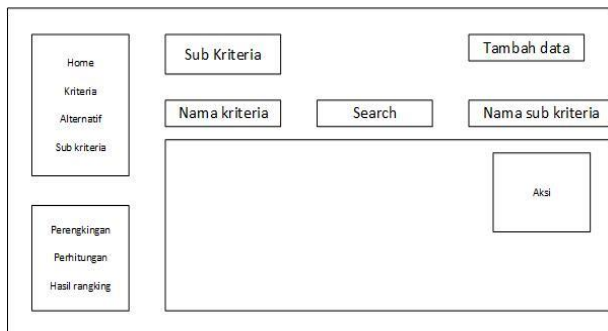 Home
Kriteria
Alternatif
Sub kriteria
Perengkingan
Perhitungan
Hasil rangking
Sub Kriteria
Tambah data
Nama kriteria
Search
Nama sub kriteria
Aksi